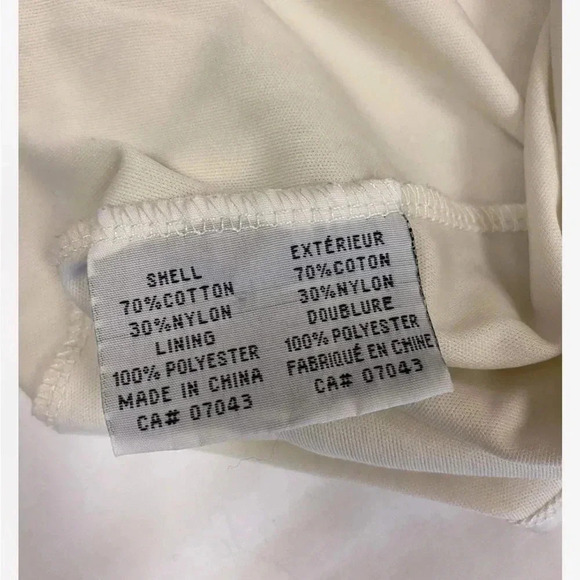 SHELL
70%COTTON
30%NYLON
LINING
100% POLYESTER
MADE IN CHINA
CA# 07043
EXTÉRIEUR
70%COTON
30%NYLON
DOUBLURE
100% POLYESTER
FABRIQUÉ EN CHINE
CA# 07043